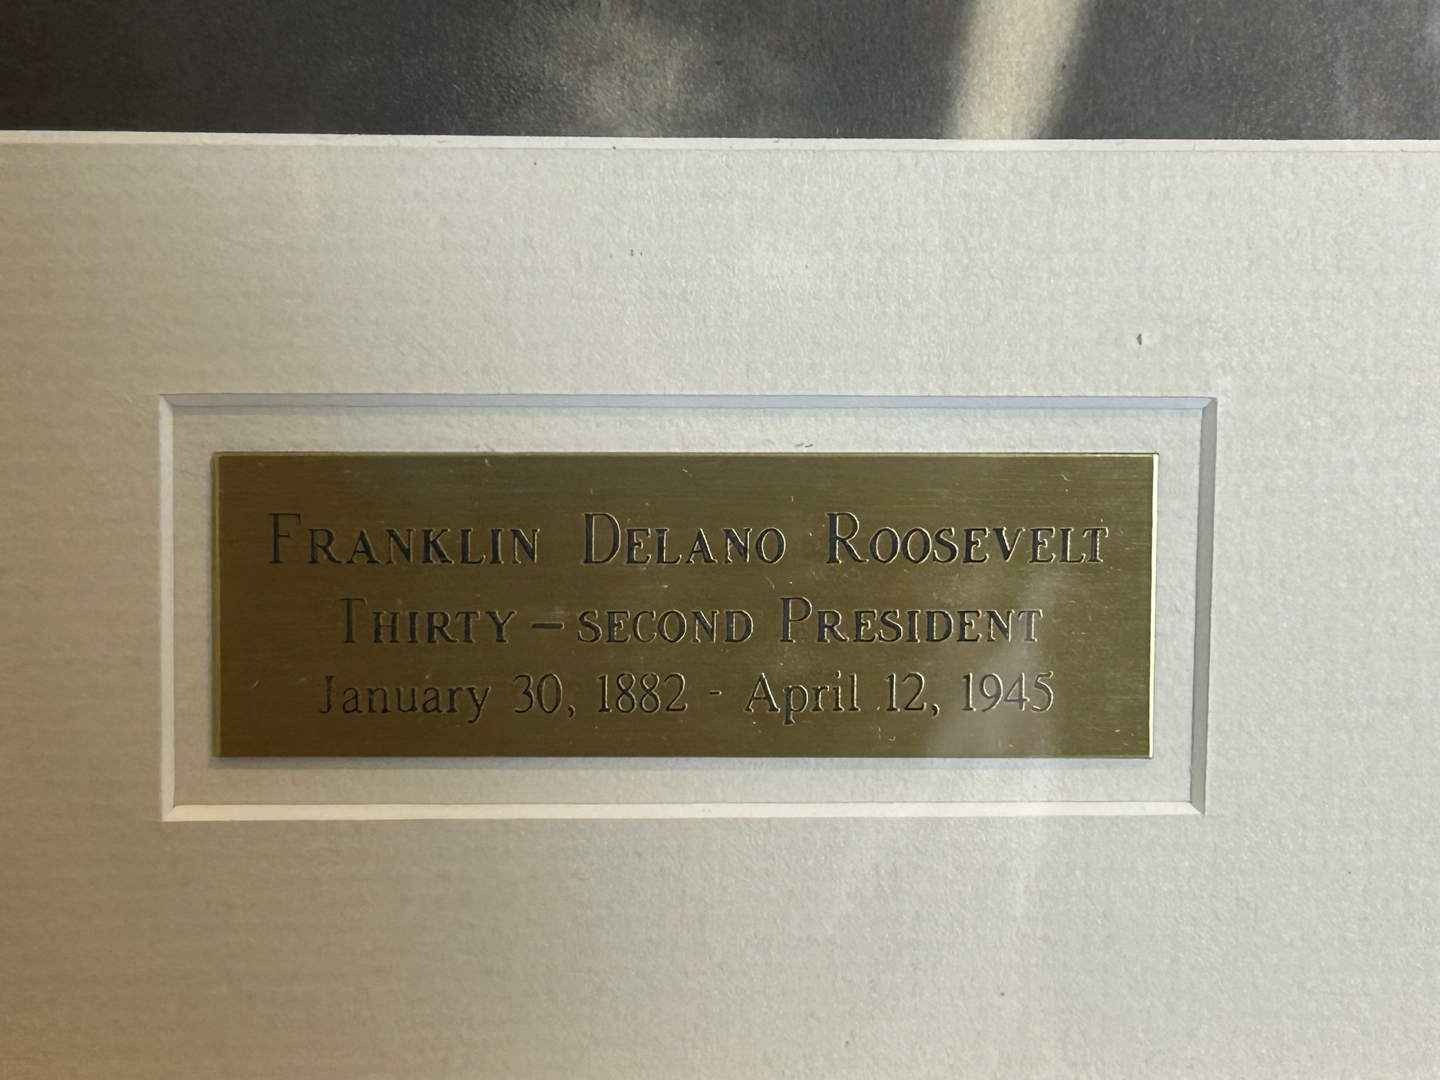 Franklin Delano Roosevelt
Thirty – second President
January 30, 1882 - April 12, 1945